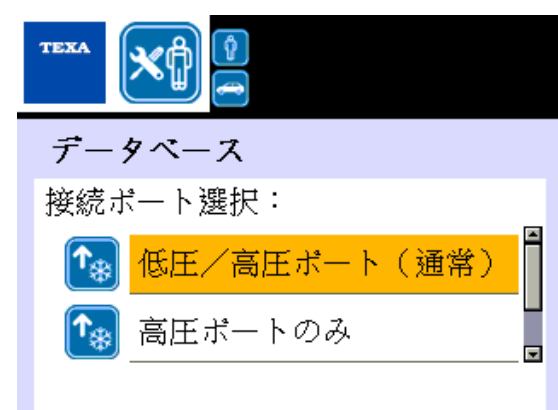 TEXA
データベース
接続ポート選択：
低圧／高圧ポート（通常）
高圧ポートのみ